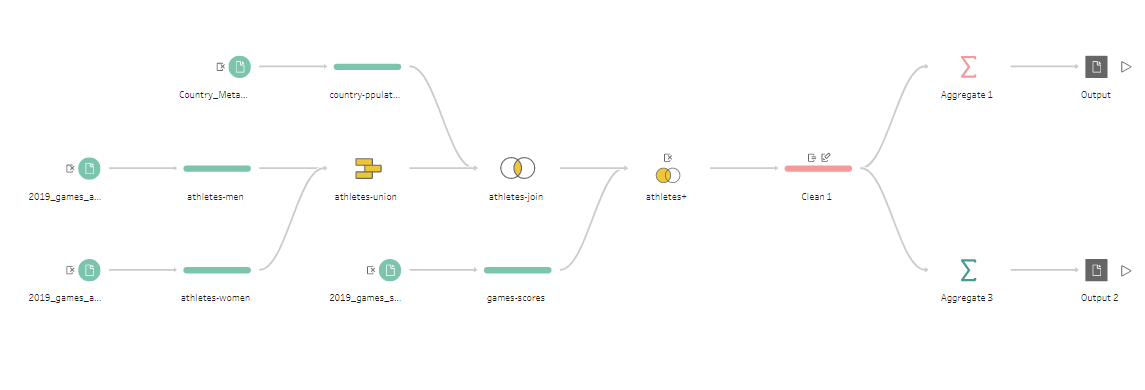 Country_Meta...
country-ppulat...
Aggregate 1
Output
2019_games_a...
athletes-men
athletes-union
athletes-join
athletes+
Clean 1
2019_games_a...
athletes-women
2019_games_s...
games-scores
Aggregate 3
Output 2